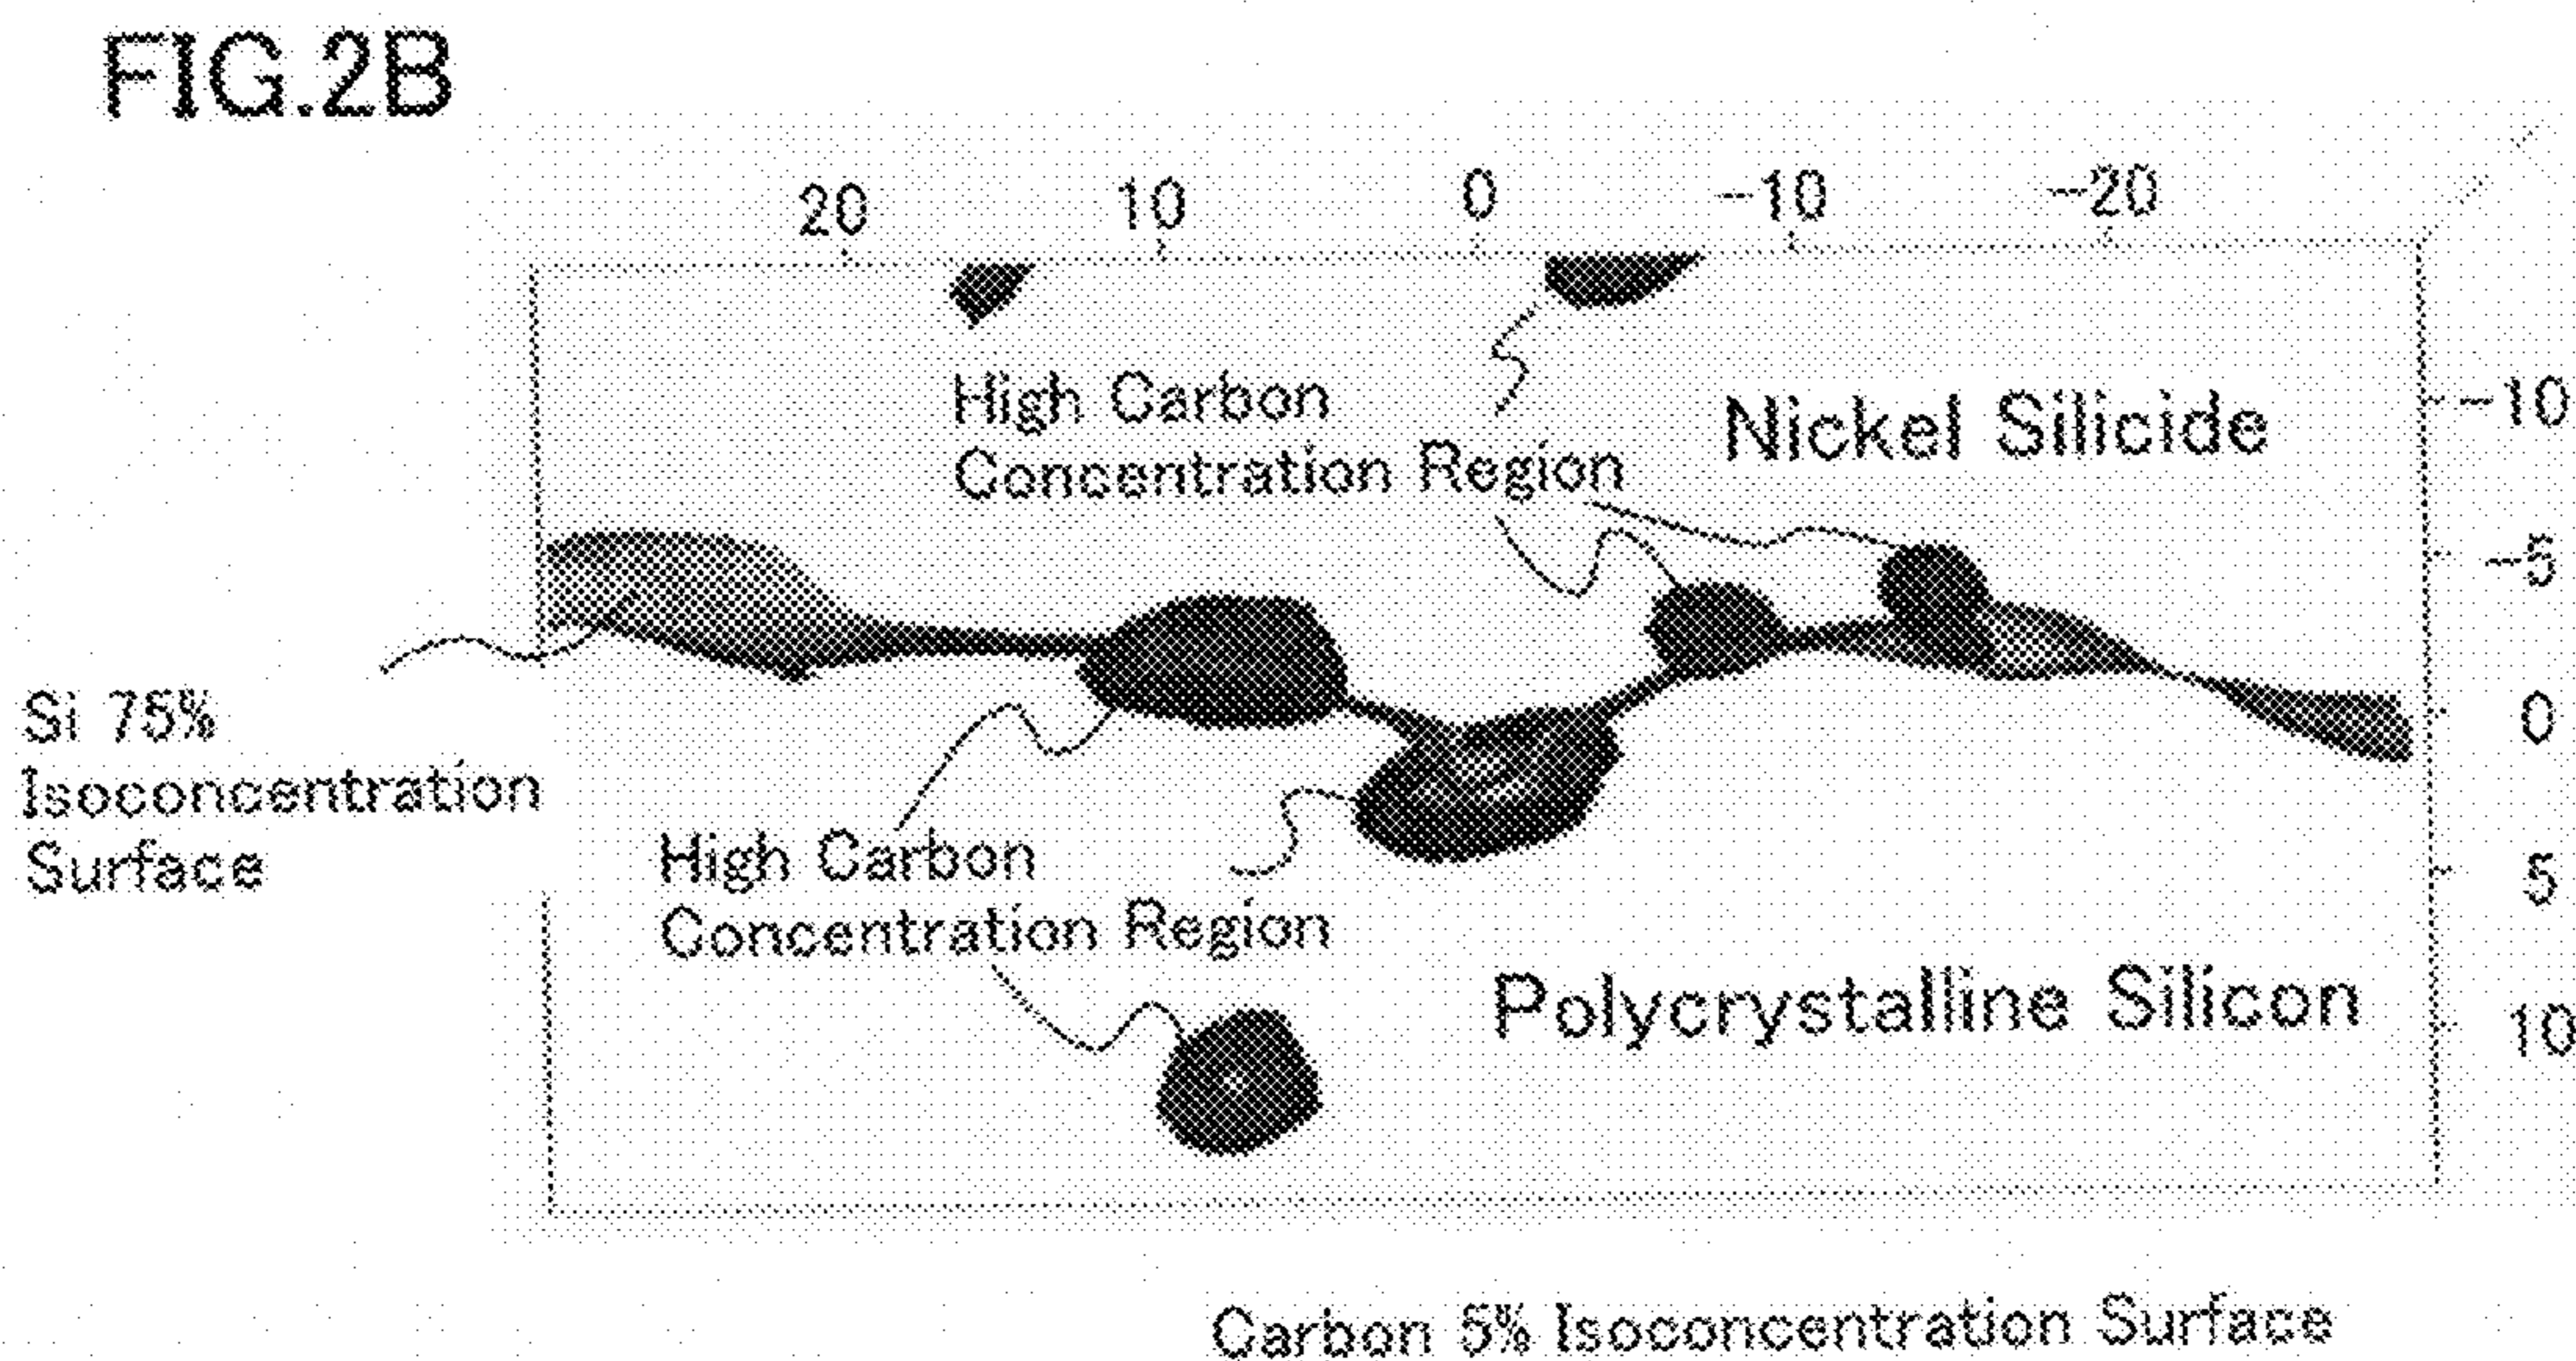 FIG.2B
20 10 0 -10 -20
High Carbon
Concentration Region
Nickel Silicide
-10
-5
0
5
10
Si 75%
Isoconcentration
Surface
High Carbon
Concentration Region
Polycrystalline Silicon
Carbon 5% Isoconcentration Surface